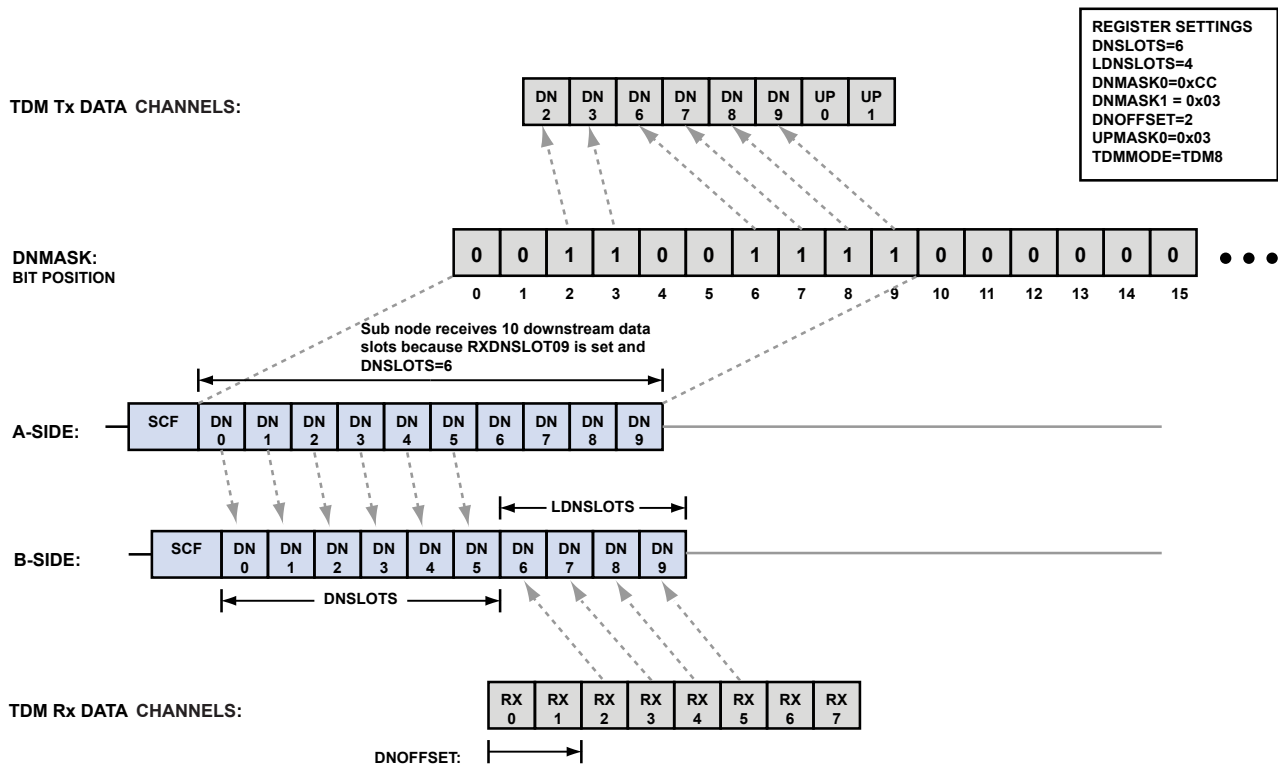 REGISTER SETTINGS
DNSLOTS=6
LDNSLOTS=4
DNMASK0=0xCC
DNMASK1 = 0x03
DNOFFSET=2
UPMASK0=0x03
TDMMODE=TDM8
TDM Tx DATA CHANNELS:
DN 2 DN 3 DN 6 DN 7 DN 8 DN 9 UP 0 UP 1
DNMASK:
BIT POSITION
0 0 1 1 0 0 1 1 1 1 0 0 0 0 0 0
0 1 2 3 4 5 6 7 8 9 10 11 12 13 14 15
Sub node receives 10 downstream data
slots because RXDNSLOT09 is set and
DNSLOTS=6
A-SIDE:
SCF DN 0 DN 1 DN 2 DN 3 DN 4 DN 5 DN 6 DN 7 DN 8 DN 9
LDNSLOTS
B-SIDE:
SCF DN 0 DN 1 DN 2 DN 3 DN 4 DN 5 DN 6 DN 7 DN 8 DN 9
DNSLOTS
TDM Rx DATA CHANNELS:
RX 0 RX 1 RX 2 RX 3 RX 4 RX 5 RX 6 RX 7
DNOFFSET: